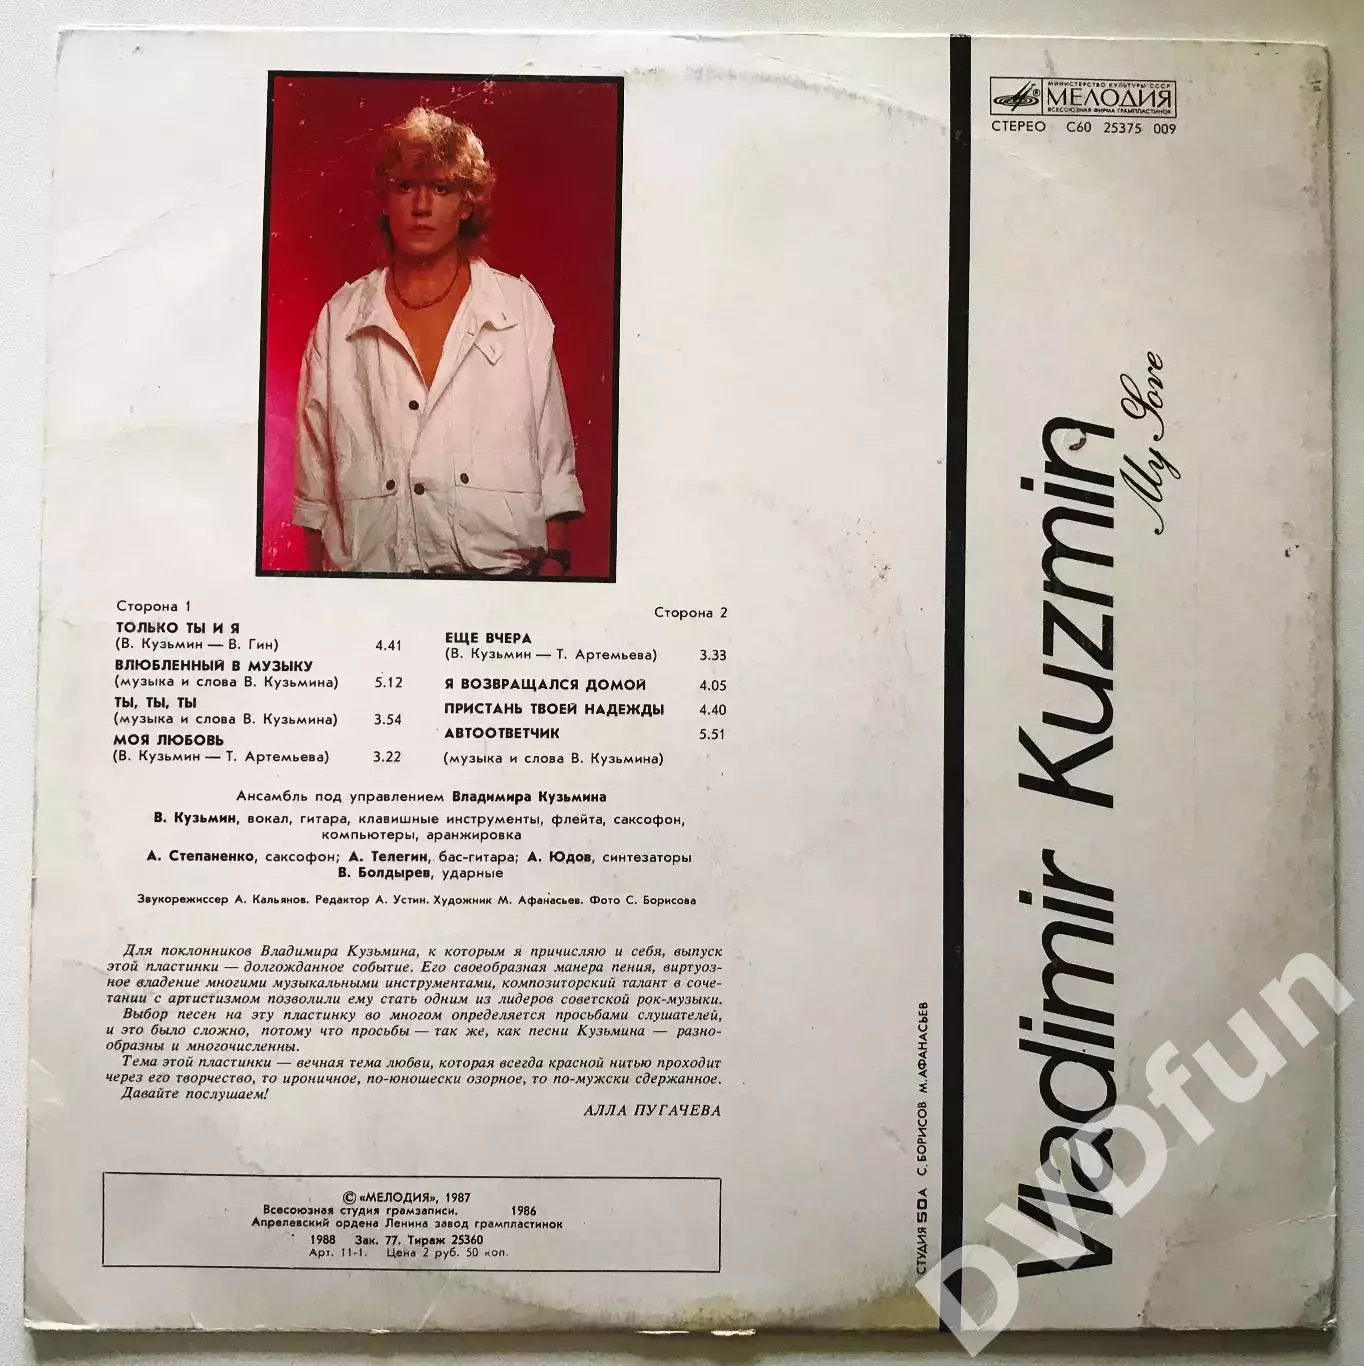 МИНИСТЕРСТВО КУЛЬТУРЫ СССР
МЕЛОДИЯ
ВСЕСОЮЗНАЯ ФИРМА ГРАМПЛАСТИНОК
СТЕРЕО С60 25375 009
Vladimir Kuzmin
My Love
Сторона 1
ТОЛЬКО ТЫ И Я
(В. Кузьмин — В. Гин) 4.41
ВЛЮБЛЕННЫЙ В МУЗЫКУ
(музыка и слова В. Кузьмина) 5.12
ТЫ, ТЫ, ТЫ
(музыка и слова В. Кузьмина) 3.54
МОЯ ЛЮБОВЬ
(В. Кузьмин — Т. Артемьева) 3.22
Сторона 2
ЕЩЕ ВЧЕРА
(В. Кузьмин — Т. Артемьева) 3.33
Я ВОЗВРАЩАЛСЯ ДОМОЙ 4.05
ПРИСТАНЬ ТВОЕЙ НАДЕЖДЫ 4.40
АВТООТВЕТЧИК 5.51
(музыка и слова В. Кузьмина)
Ансамбль под управлением Владимира Кузьмина
В. Кузьмин, вокал, гитара, клавишные инструменты, флейта, саксофон,
компьютеры, аранжировка
А. Степаненко, саксофон; А. Телегин, бас-гитара; А. Юдов, синтезаторы
В. Болдырев, ударные
Звукорежиссер А. Кальянов. Редактор А. Устин. Художник М. Афанасьев. Фото С. Борисова
Для поклонников Владимира Кузьмина, к которым я причисляю и себя, выпуск
этой пластинки — долгожданное событие. Его своеобразная манера пения, виртуоз-
ное владение многими музыкальными инструментами, композиторский талант в соче-
тании с артистизмом позволили ему стать одним из лидеров советской рок-музыки.
Выбор песен на эту пластинку во многом определяется просьбами слушателей,
и это было сложно, потому что просьбы — так же, как песни Кузьмина — разно-
образны и многочисленны.
Тема этой пластинки — вечная тема любви, которая всегда красной нитью проходит
через его творчество, то ироничное, по-юношески озорное, то по-мужски сдержанное.
Давайте послушаем!
АЛЛА ПУГАЧЕВА
© «МЕЛОДИЯ», 1987
Всесоюзная студия грамзаписи. 1986
Апрелевский ордена Ленина завод грампластинок
1988 Зак. 77. Тираж 25360
Арт. 11-1. Цена 2 руб. 50 коп.
СТУДИЯ 50А С. БОРИСОВ М. АФАНАСЬЕВ
DVDfun